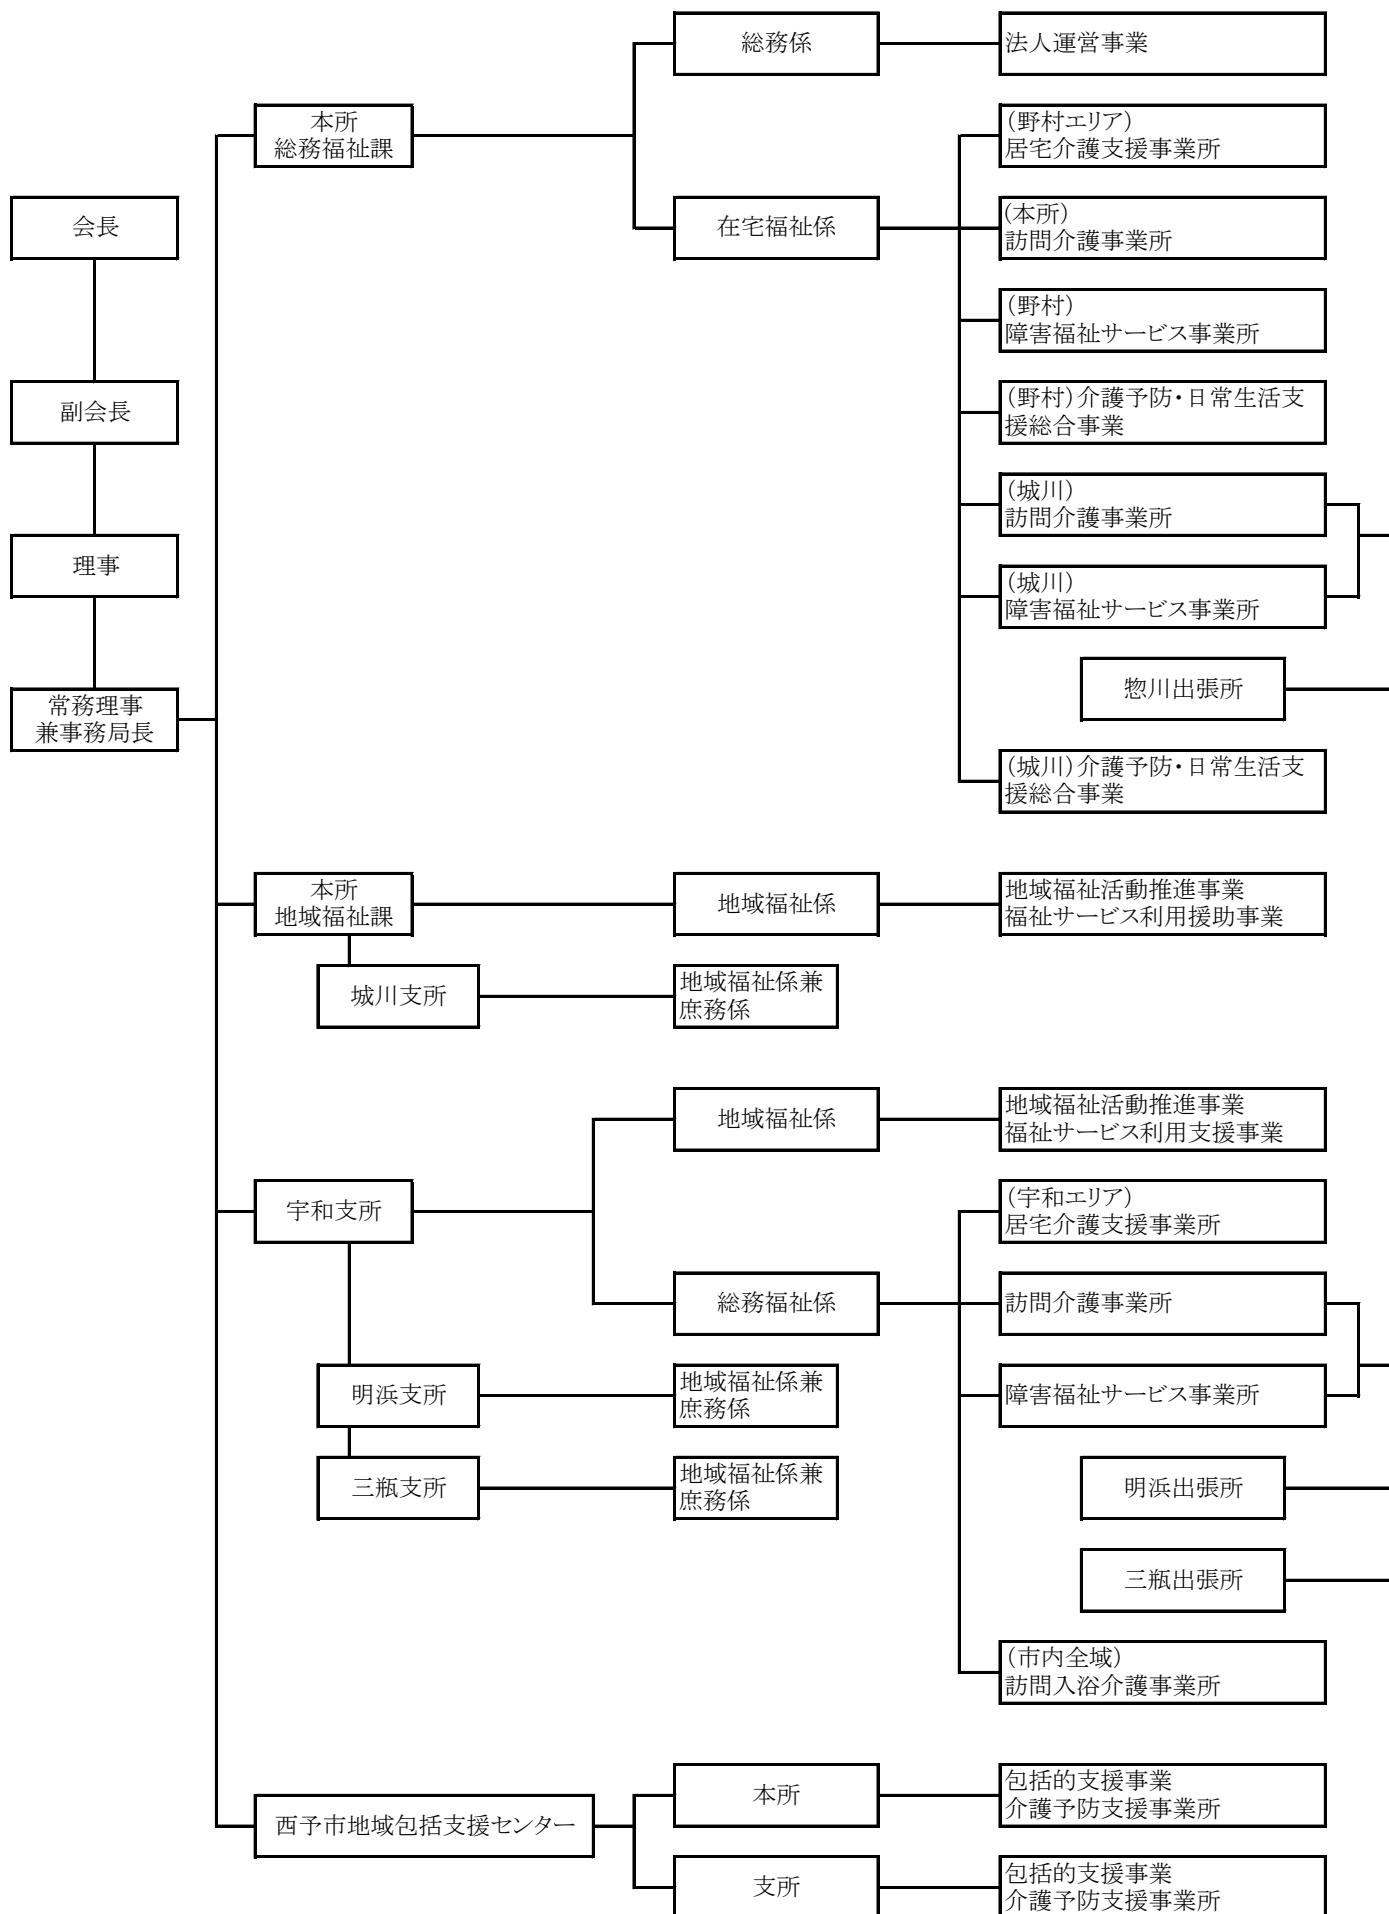 総務係
法人運営事業
本所
総務福祉課
(野村エリア)
居宅介護支援事業所
会長
在宅福祉係
(本所)
訪問介護事業所
(野村)
障害福祉サービス事業所
副会長
(野村)介護予防・日常生活支
援総合事業
(城川)
訪問介護事業所
理事
(城川)
障害福祉サービス事業所
惣川出張所
常務理事
兼事務局長
(城川)介護予防・日常生活支
援総合事業
本所
地域福祉課
地域福祉係
地域福祉活動推進事業
福祉サービス利用援助事業
城川支所
地域福祉係兼
庶務係
地域福祉係
地域福祉活動推進事業
福祉サービス利用支援事業
宇和支所
(宇和エリア)
居宅介護支援事業所
総務福祉係
訪問介護事業所
明浜支所
地域福祉係兼
庶務係
障害福祉サービス事業所
三瓶支所
地域福祉係兼
庶務係
明浜出張所
三瓶出張所
(市内全域)
訪問入浴介護事業所
西予市地域包括支援センター
本所
包括的支援事業
介護予防支援事業所
支所
包括的支援事業
介護予防支援事業所